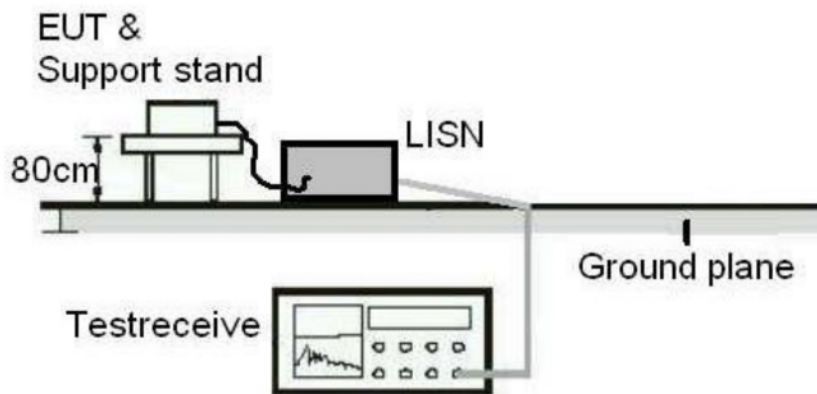 EUT &
Support stand
LISN
80cm
Ground plane
Testreceive